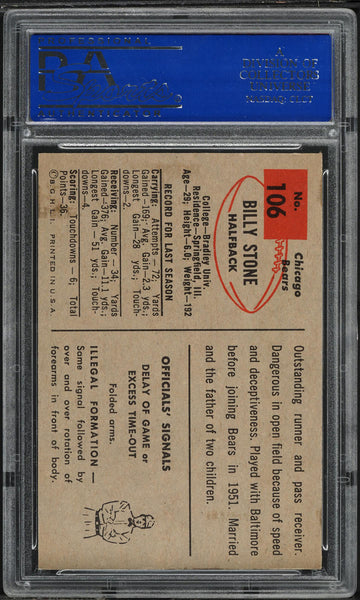 A
DIVISION OF
COLLECTORS
UNIVERSE
No.
106
Chicago
Bears
BILLY STONE
HALFBACK
College—Bradley Univ.
Residence—Springfield, Ill.
Age—29; Height—6.0; Weight—192
RECORD FOR LAST SEASON
Carrying: Attempts — 72; Yards
Gained—169; Avg.—2.3 yds.;
Longest Gain—28 yds.; Touch-
downs—2.
Receiving: Number — 34; Yards
Gained—376; Avg.—11.1 yds.;
Longest Gain — 51 yds.; Touch-
downs—4.
Scoring: Touchdowns — 6; Total
Points—36.
© B.C.H.I. PRINTED IN U.S.A.
Outstanding runner and pass receiver.
Dangerous in open field because of speed
and deceptiveness. Played with Baltimore
before joining Bears in 1951. Married
and the father of two children.
OFFICIALS' SIGNALS
DELAY OF GAME or
EXCESS TIME-OUT
Folded arms.
ILLEGAL FORMATION —
Same signal followed by
over and over rotation of
forearms in front of body.